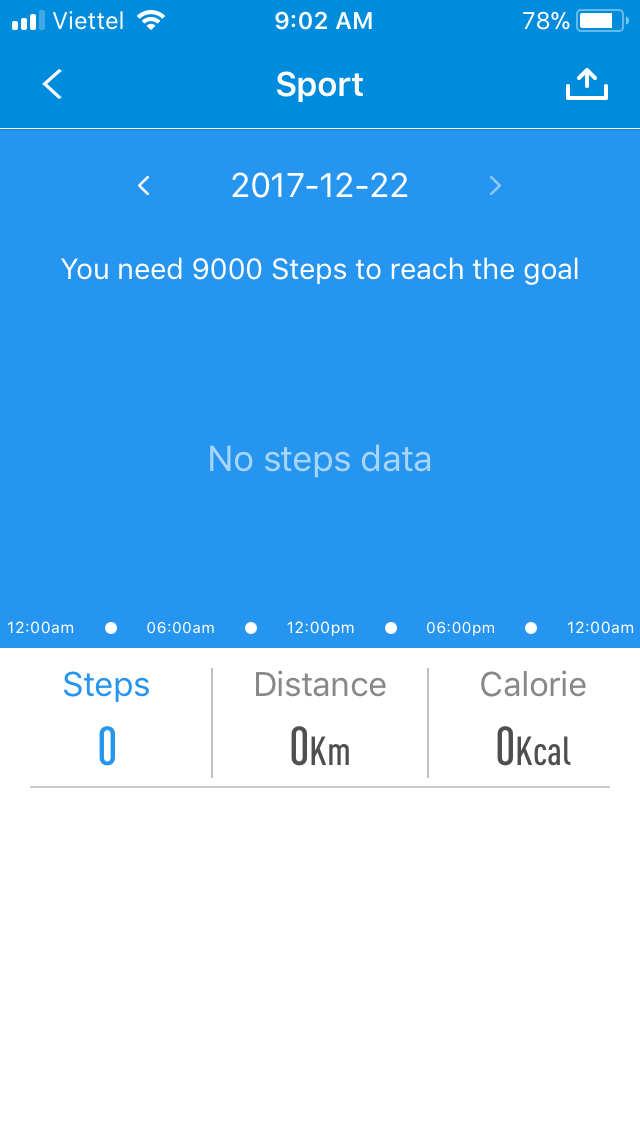 Viettel 9:02 AM 78%
Sport
2017-12-22
You need 9000 Steps to reach the goal
No steps data
12:00am 06:00am 12:00pm 06:00pm 12:00am
Steps Distance Calorie
0 0Km 0Kcal